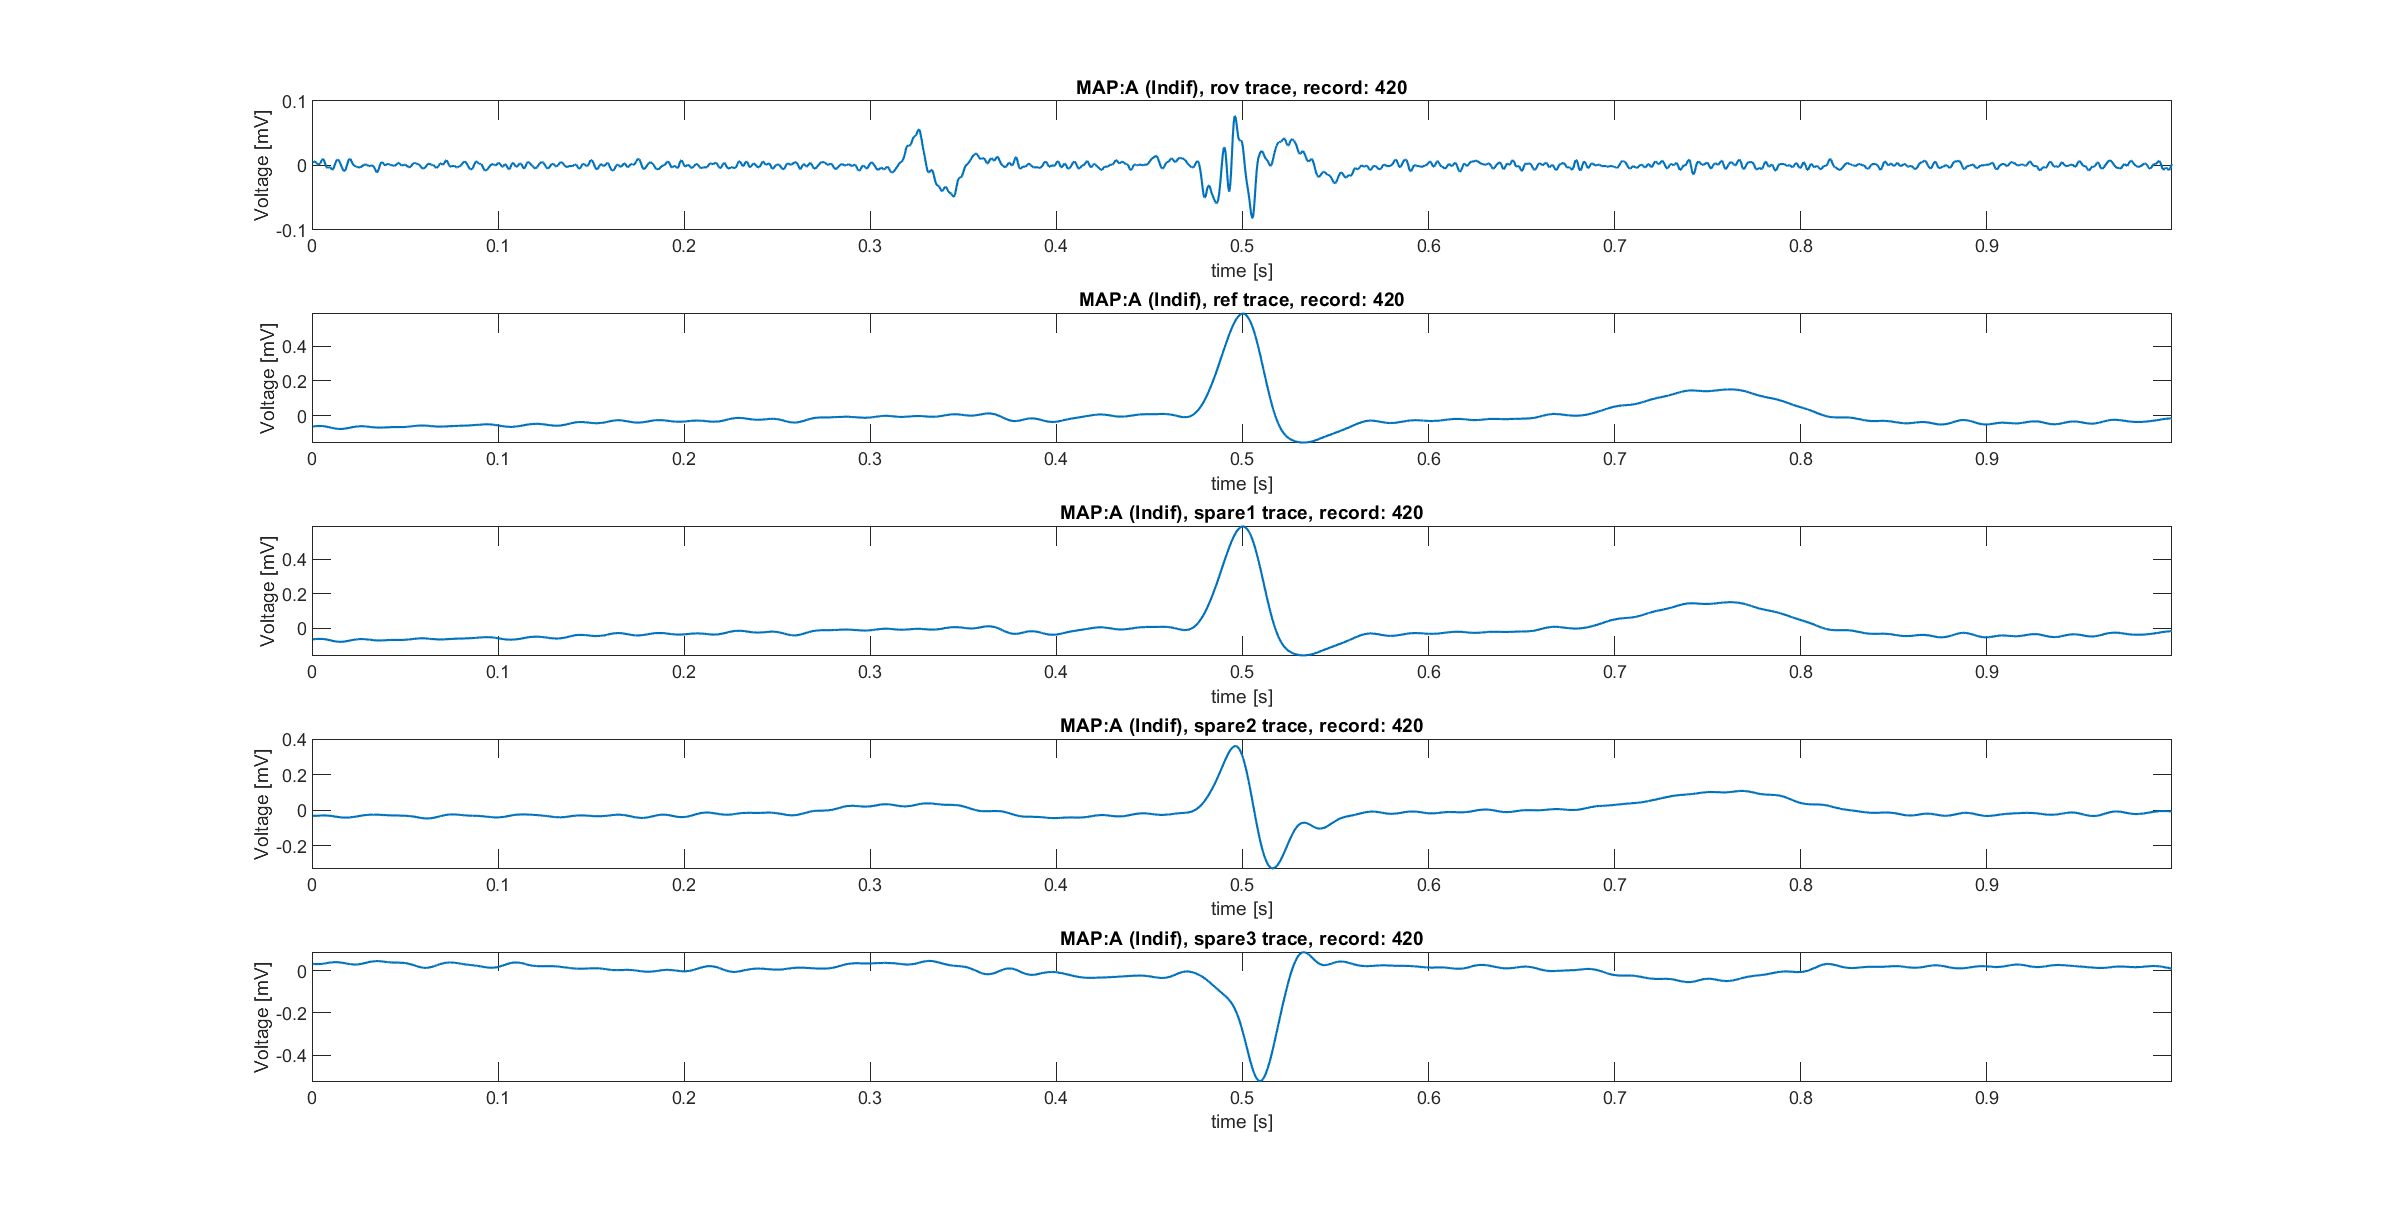 MAP:A (Indif), rov trace, record: 420
Voltage [mV]
0.1
0
-0.1
0 0.1 0.2 0.3 0.4 0.5 0.6 0.7 0.8 0.9
time [s]
MAP:A (Indif), ref trace, record: 420
Voltage [mV]
0.4
0.2
0
0 0.1 0.2 0.3 0.4 0.5 0.6 0.7 0.8 0.9
time [s]
MAP:A (Indif), spare1 trace, record: 420
Voltage [mV]
0.4
0.2
0
0 0.1 0.2 0.3 0.4 0.5 0.6 0.7 0.8 0.9
time [s]
MAP:A (Indif), spare2 trace, record: 420
Voltage [mV]
0.4
0.2
0
-0.2
0 0.1 0.2 0.3 0.4 0.5 0.6 0.7 0.8 0.9
time [s]
MAP:A (Indif), spare3 trace, record: 420
Voltage [mV]
0
-0.2
-0.4
0 0.1 0.2 0.3 0.4 0.5 0.6 0.7 0.8 0.9
time [s]